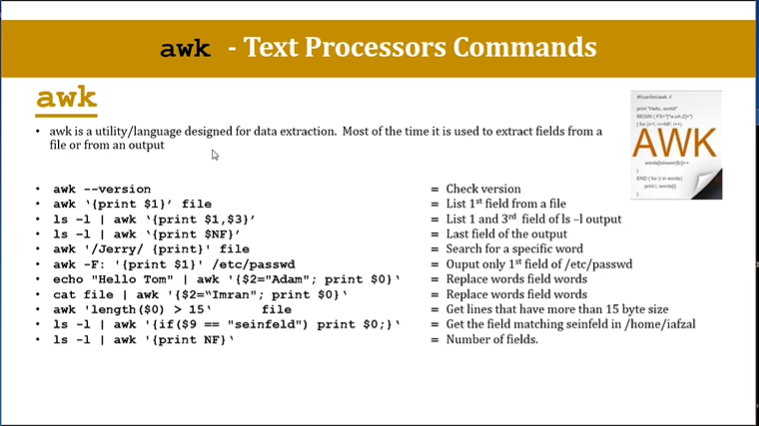 awk - Text Processors Commands
awk
• awk is a utility/language designed for data extraction. Most of the time it is used to extract fields from a
file or from an output
• awk --version = Check version
• awk ‘{print $1}’ file = List 1st field from a file
• ls -l | awk ‘{print $1,$3}’ = List 1 and 3rd field of ls –l output
• ls -l | awk ‘{print $NF}’ = Last field of the output
• awk '/Jerry/ {print}' file = Search for a specific word
• awk -F: '{print $1}' /etc/passwd = Ouput only 1st field of /etc/passwd
• echo "Hello Tom" | awk '{$2="Adam"; print $0}‘ = Replace words field words
• cat file | awk '{$2=“Imran"; print $0}‘ = Replace words field words
• awk 'length($0) > 15‘ file = Get lines that have more than 15 byte size
• ls -l | awk '{if($9 == "seinfeld") print $0;}‘ = Get the field matching seinfeld in /home/iafzal
• ls -l | awk '{print NF}‘ = Number of fields.
print "Hello, world!"
AWK